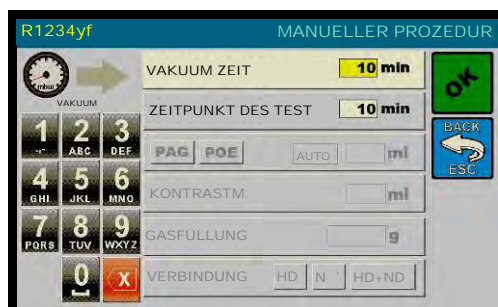 R1234yf MANUELLER PROZEDUR
mbar
VAKUUM
VAKUUM ZEIT 10 min
ZEITPUNKT DES TEST 10 min
PAG POE AUTO ml
KONTRASTM. ml
GASFÜLLUNG g
VERBINDUNG HD N HD+ND
1 2 ABC 3 DEF
4 GHI 5 JKL 6 MNO
7 PQRS 8 TUV 9 WXYZ
0 X
OK
BACK
ESC